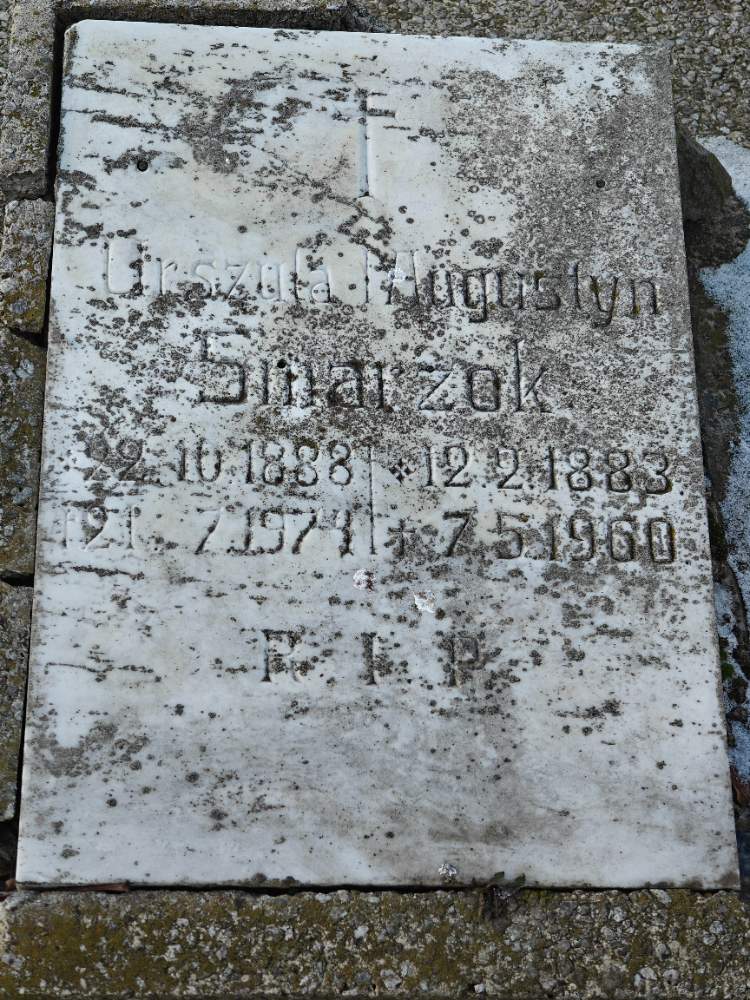 Urszula Augustyn
Smarzok
22.10.1888 * 12.2.1883
†21.7.1974 † 7.5.1960
R.I.P